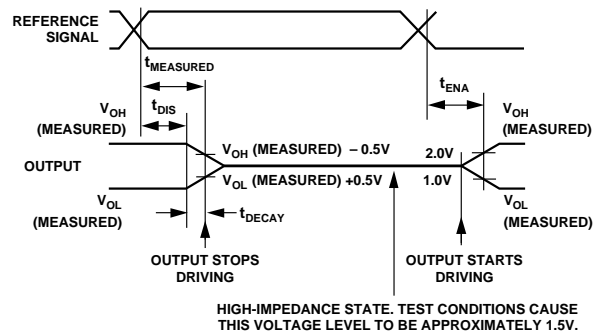 REFERENCE
SIGNAL
tMEASURED
tENA
tDIS
VOH
(MEASURED)
VOH
(MEASURED)
VOH (MEASURED) – 0.5V
2.0V
OUTPUT
VOL (MEASURED) +0.5V
1.0V
VOL
(MEASURED)
VOL
(MEASURED)
tDECAY
OUTPUT STOPS
DRIVING
OUTPUT STARTS
DRIVING
HIGH-IMPEDANCE STATE. TEST CONDITIONS CAUSE
THIS VOLTAGE LEVEL TO BE APPROXIMATELY 1.5V.